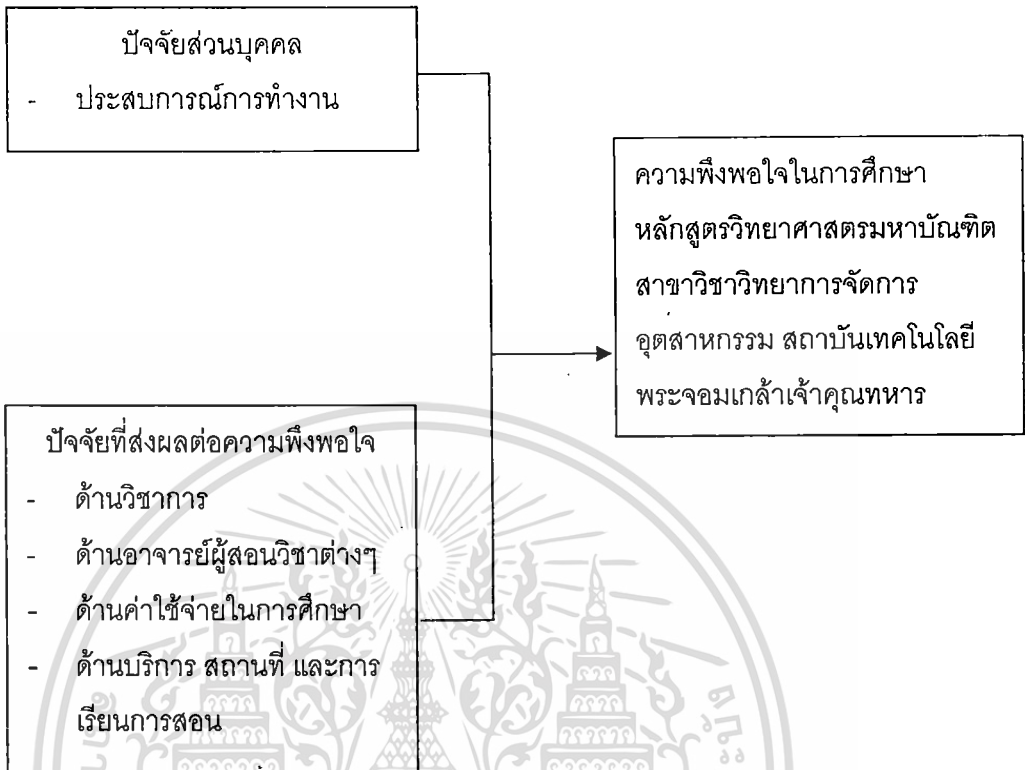 ปัจจัยส่วนบุคคล
- ประสบการณ์การทำงาน
ความพึงพอใจในการศึกษา
หลักสูตรวิทยาศาสตรมหาบัณฑิต
สาขาวิชาวิทยาการจัดการ
อุตสาหกรรม สถาบันเทคโนโลยี
พระจอมเกล้าเจ้าคุณทหาร
ปัจจัยที่ส่งผลต่อความพึงพอใจ
- ด้านวิชาการ
- ด้านอาจารย์ผู้สอนวิชาต่างๆ
- ด้านค่าใช้จ่ายในการศึกษา
- ด้านบริการ สถานที่ และการ
เรียนการสอน